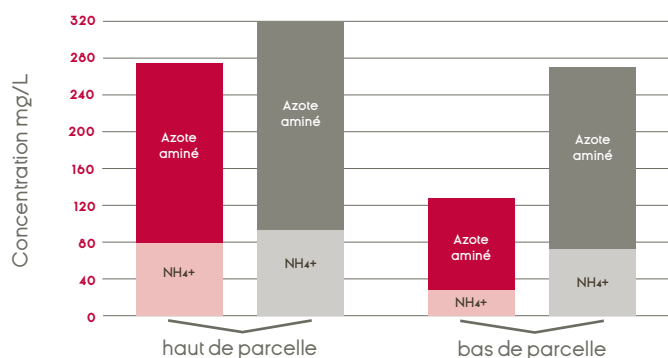 Concentration mg/L
320
280
240
200
160
120
80
40
0
Azote
aminé
NH₄+
Azote
aminé
NH₄+
Azote
aminé
NH₄+
Azote
aminé
NH₄+
haut de parcelle
bas de parcelle